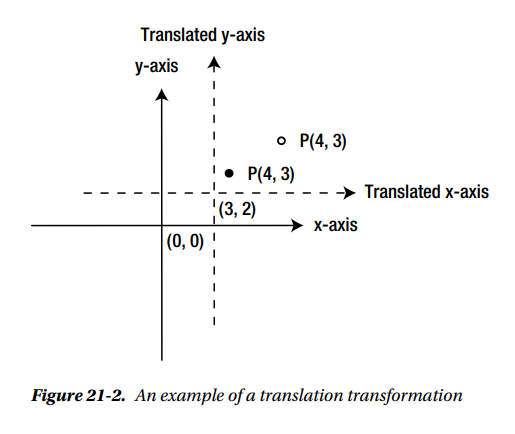 Translated y-axis
y-axis
P(4, 3)
P(4, 3)
Translated x-axis
(3, 2)
x-axis
(0, 0)
Figure 21-2. An example of a translation transformation